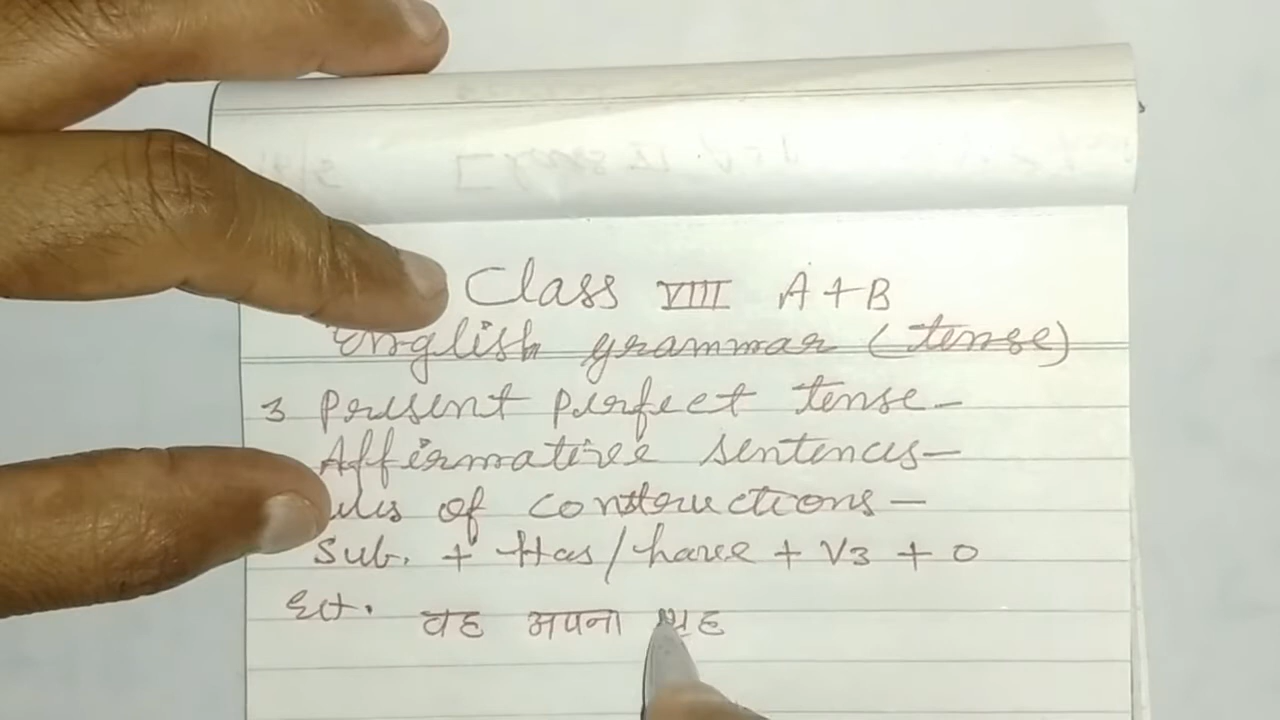 Class VIII A+B
English grammar (tense)
3 Present perfect tense-
Affirmative sentences-
of constructions-
Sub. + Has/have + V3 + O
Ex. वह अपना